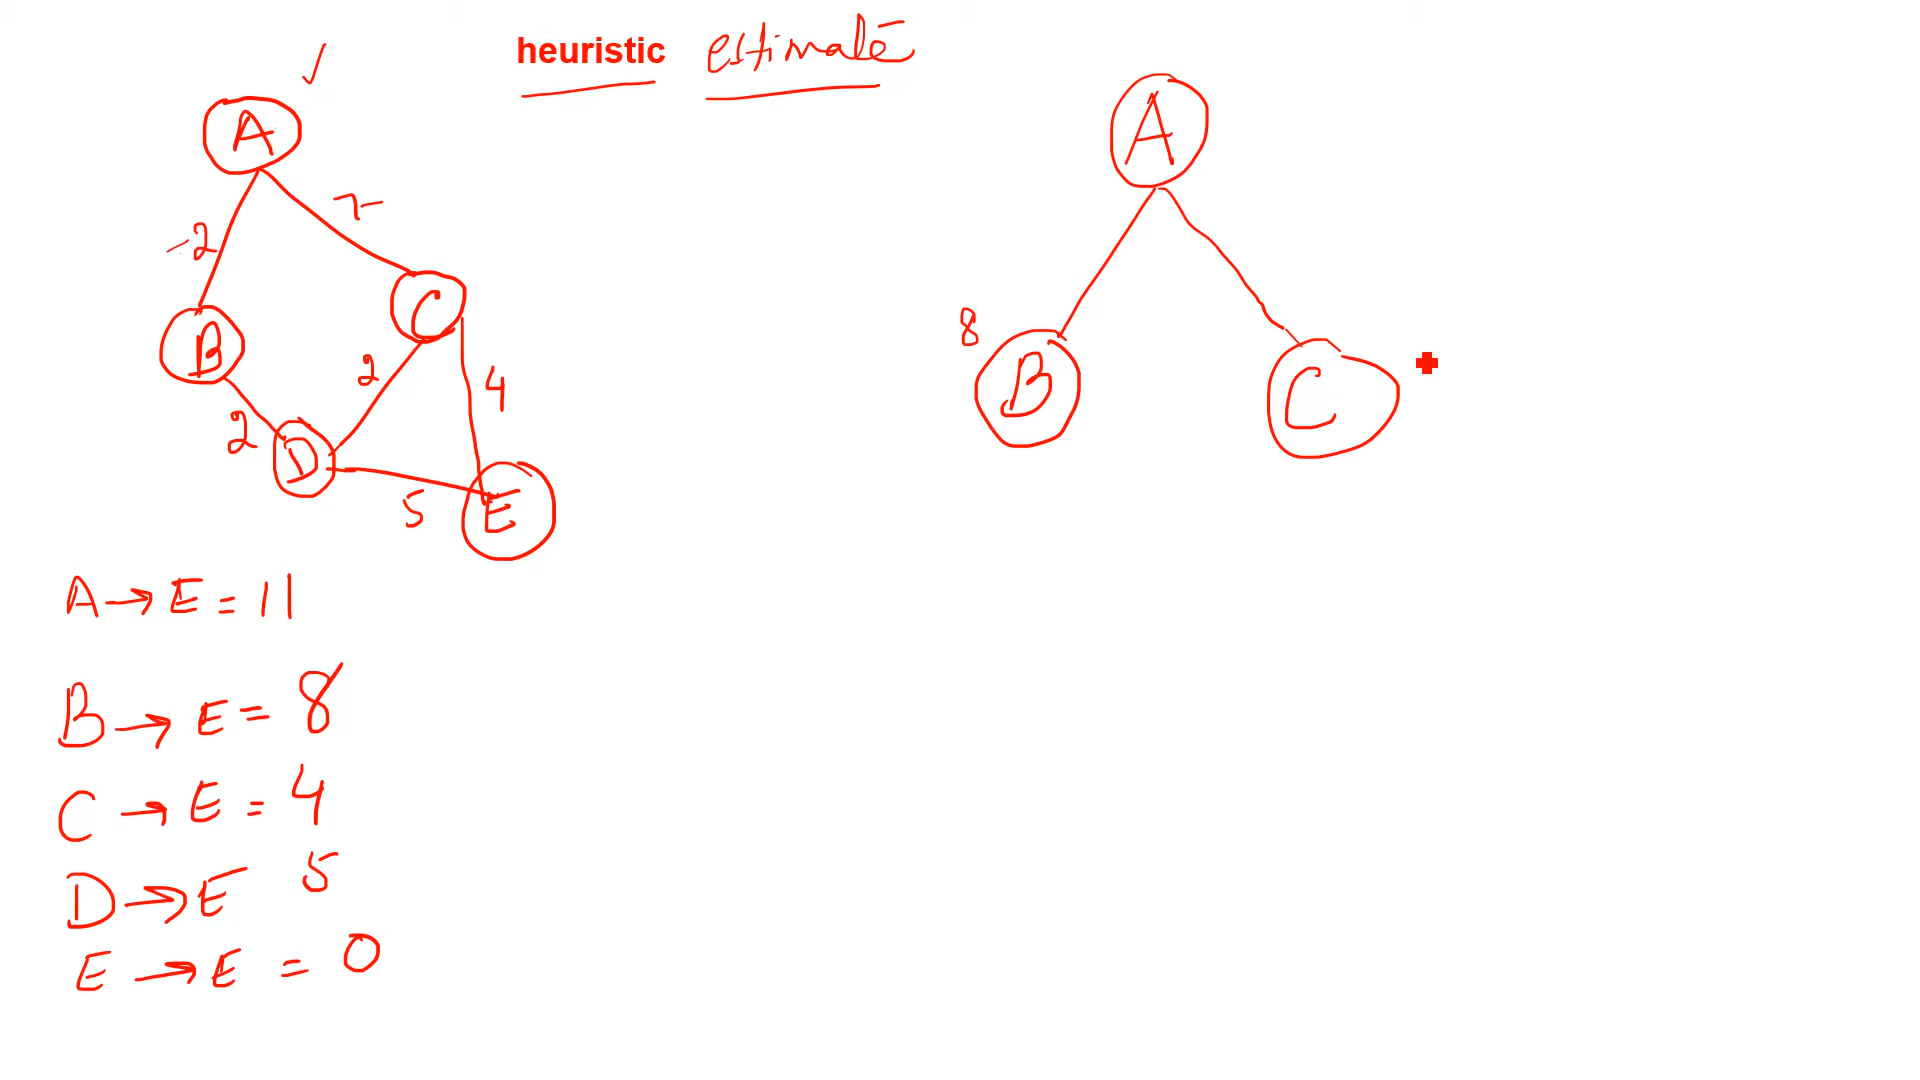 heuristic estimate
A
7
2
B
C
2
4
2
D
5
E
A → E = 11
B → E = 8
C → E = 4
D → E 5
E → E = 0
A
8
B
C